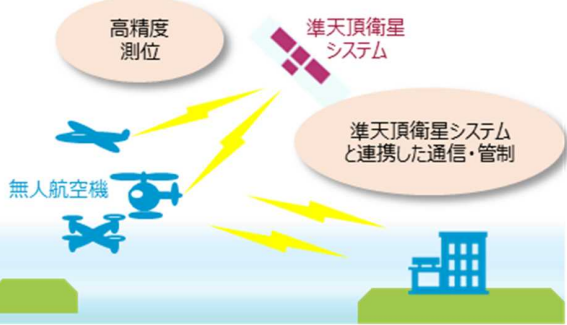 高精度
測位
準天頂衛星
システム
準天頂衛星システム
と連携した通信・管制
無人航空機